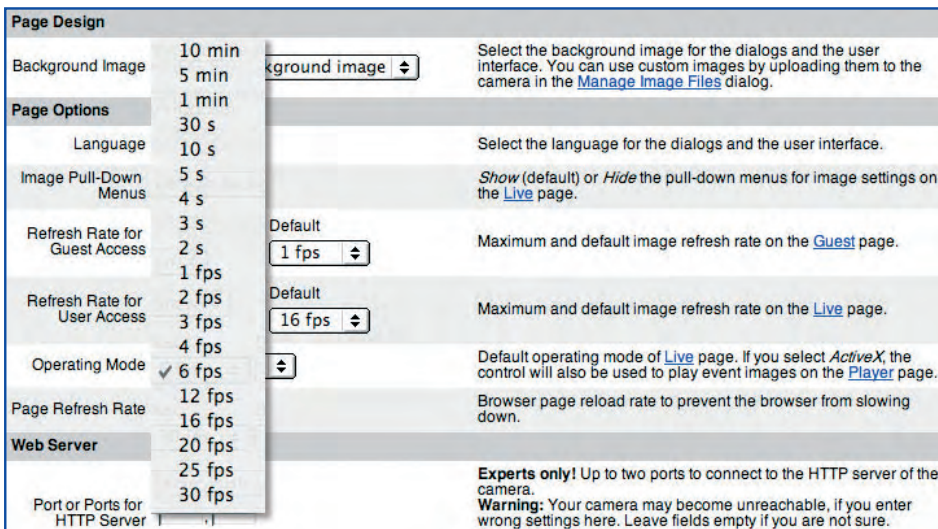 Page Design
Background Image
kground image
Select the background image for the dialogs and the user
interface. You can use custom images by uploading them to the
camera in the Manage Image Files dialog.
10 min
5 min
1 min
30 s
10 s
5 s
4 s
3 s
2 s
1 fps
2 fps
3 fps
4 fps
✓ 6 fps
12 fps
16 fps
20 fps
25 fps
30 fps
Page Options
Language
Select the language for the dialogs and the user interface.
Image Pull-Down
Menus
Show (default) or Hide the pull-down menus for image settings on
the Live page.
Refresh Rate for
Guest Access
Default
1 fps
Maximum and default image refresh rate on the Guest page.
Refresh Rate for
User Access
Default
16 fps
Maximum and default image refresh rate on the Live page.
Operating Mode
Default operating mode of Live page. If you select ActiveX, the
control will also be used to play event images on the Player page.
Page Refresh Rate
Browser page reload rate to prevent the browser from slowing
down.
Web Server
Port or Ports for
HTTP Server
Experts only! Up to two ports to connect to the HTTP server of the
camera.
Warning: Your camera may become unreachable, if you enter
wrong settings here. Leave fields empty if you are not sure.